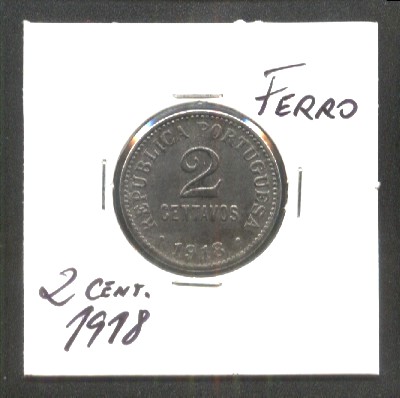 FERRO
REPUBLICA PORTUGUESA
2
CENTAVOS
• 1918 •
2 CENT.
1918